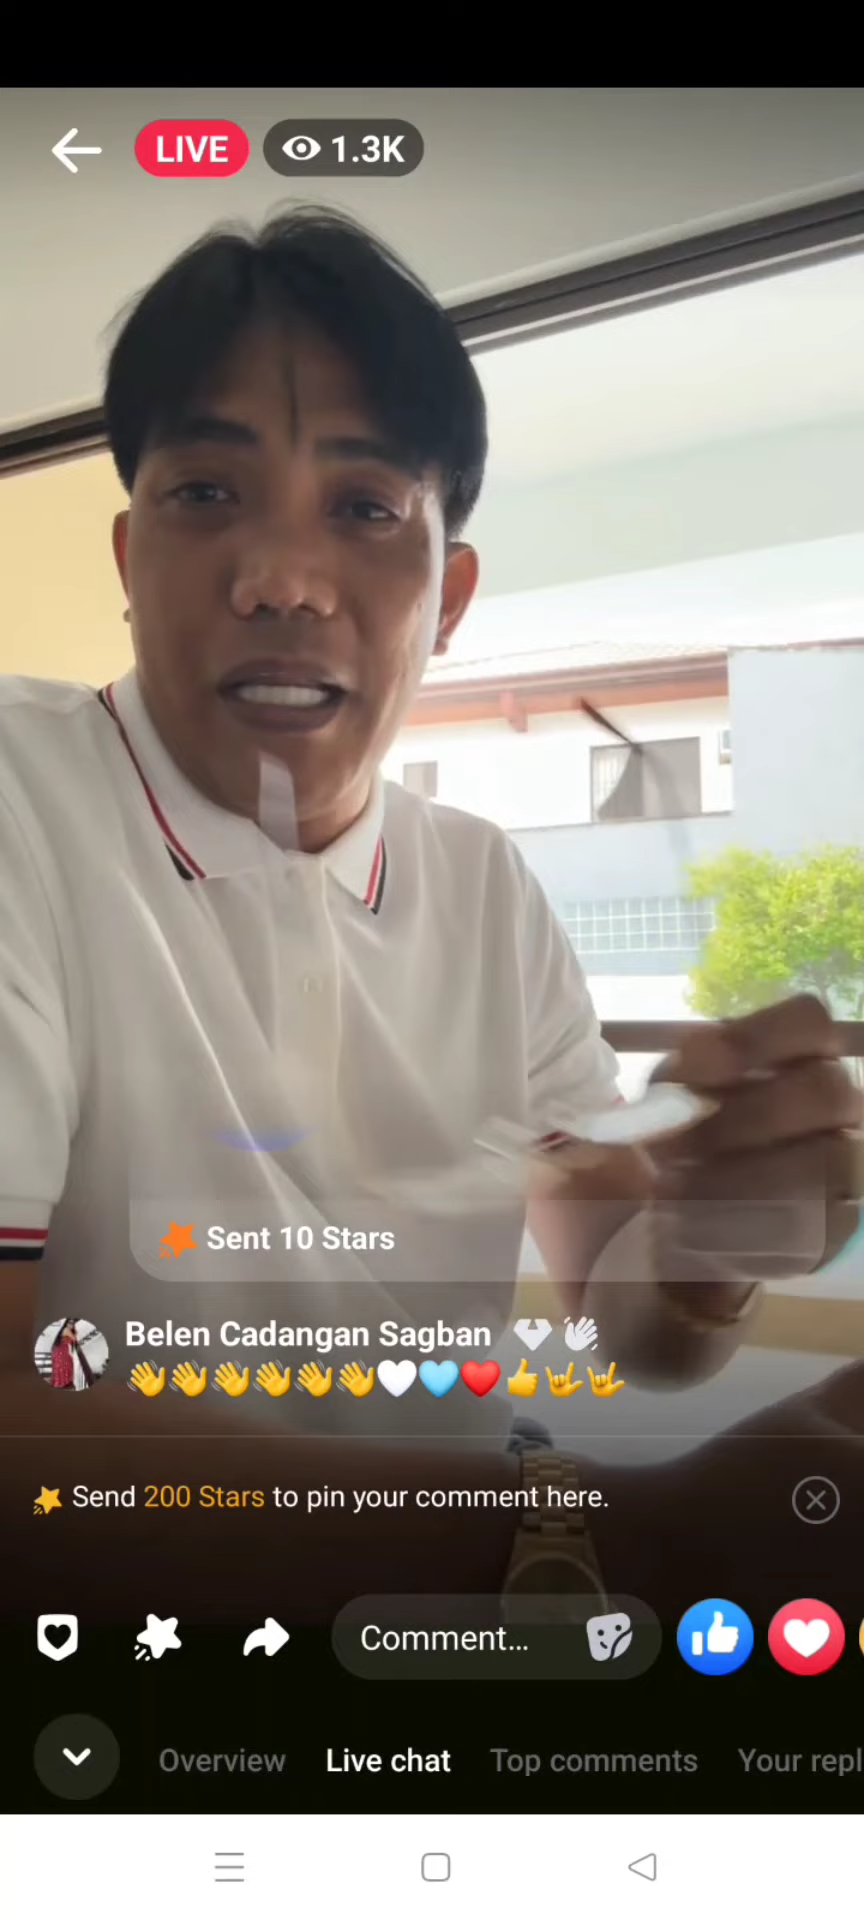 LIVE 1.3K
Sent 10 Stars
Belen Cadangan Sagban
👋👋👋👋👋👋🤍🩵❤️👍🤟🤟
Send 200 Stars to pin your comment here.
Comment...
Overview Live chat Top comments Your repl